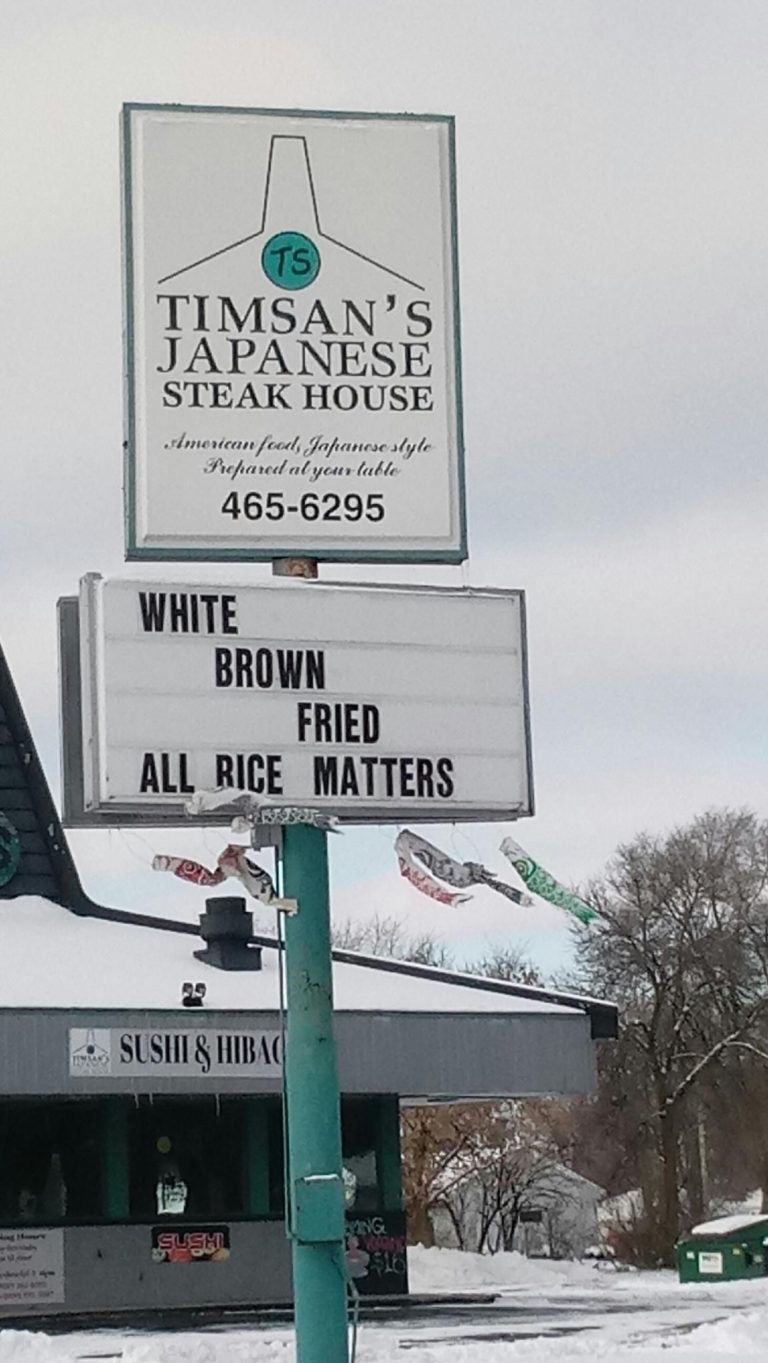 TS
TIMSAN'S
JAPANESE
STEAK HOUSE
American food, Japanese style
Prepared at your table
465-6295
WHITE
BROWN
FRIED
ALL RICE MATTERS
TIMSAN'S
SUSHI & HIBAC
SUSHI